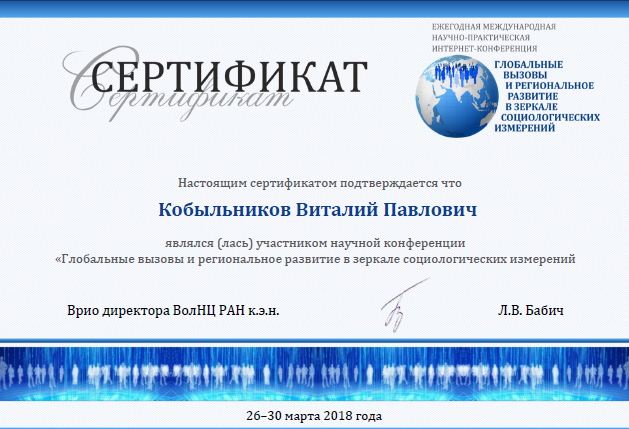 ЕЖЕГОДНАЯ МЕЖДУНАРОДНАЯ
НАУЧНО-ПРАКТИЧЕСКАЯ
ИНТЕРНЕТ-КОНФЕРЕНЦИЯ
ГЛОБАЛЬНЫЕ
ВЫЗОВЫ
И РЕГИОНАЛЬНОЕ
РАЗВИТИЕ
В ЗЕРКАЛЕ
СОЦИОЛОГИЧЕСКИХ
ИЗМЕРЕНИЙ
СЕРТИФИКАТ
Сертификат
Настоящим сертификатом подтверждается что
Кобыльников Виталий Павлович
являлся (лась) участником научной конференции
«Глобальные вызовы и региональное развитие в зеркале социологических измерений
Врио директора ВолНЦ РАН к.э.н.
Л.В. Бабич
26–30 марта 2018 года